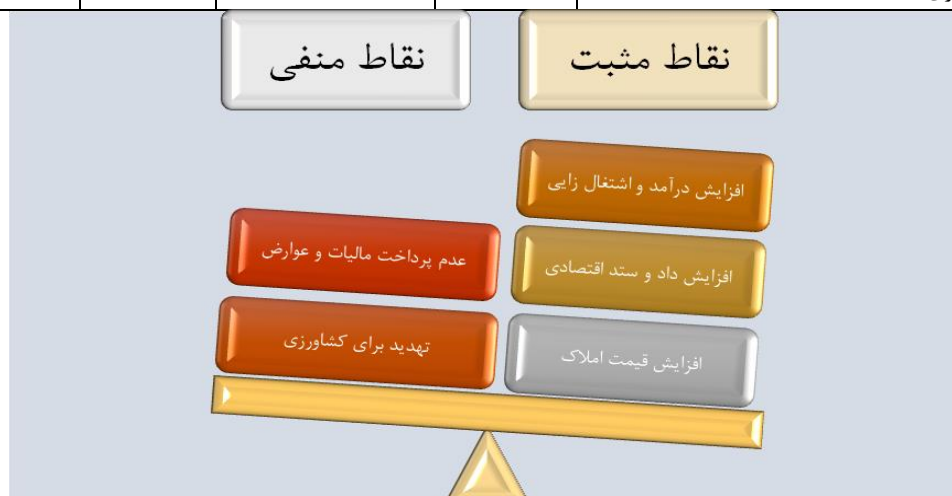 نقاط مثبت
نقاط منفی
افزایش درآمد و اشتغال زایی
افزایش داد و ستد اقتصادی
افزایش قیمت املاک
عدم پرداخت مالیات و عوارض
تهدید برای کشاورزی